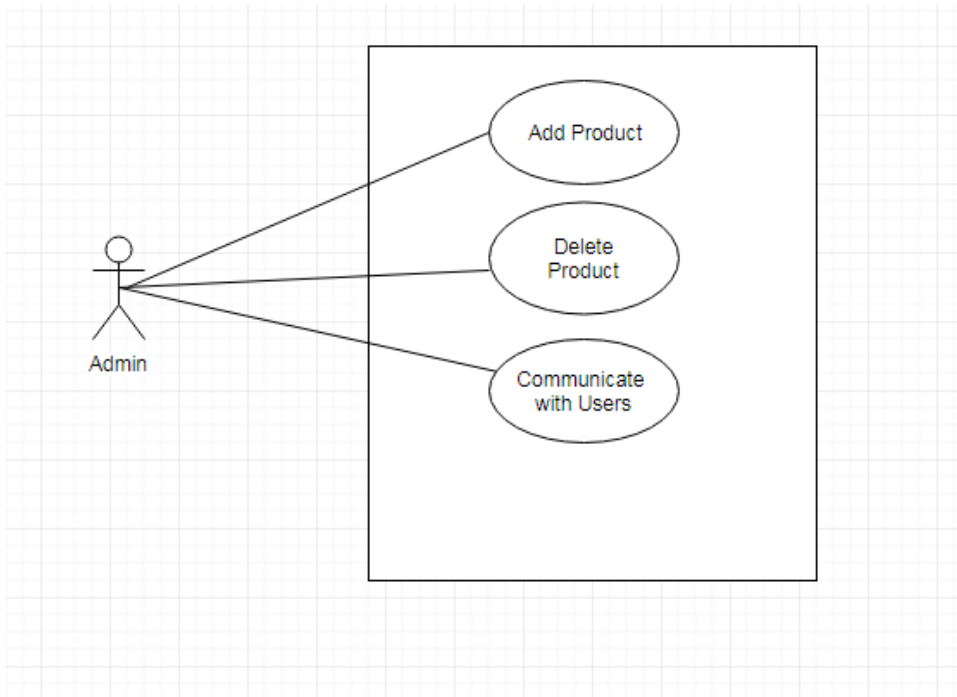 Add Product
Delete
Product
Admin
Communicate
with Users